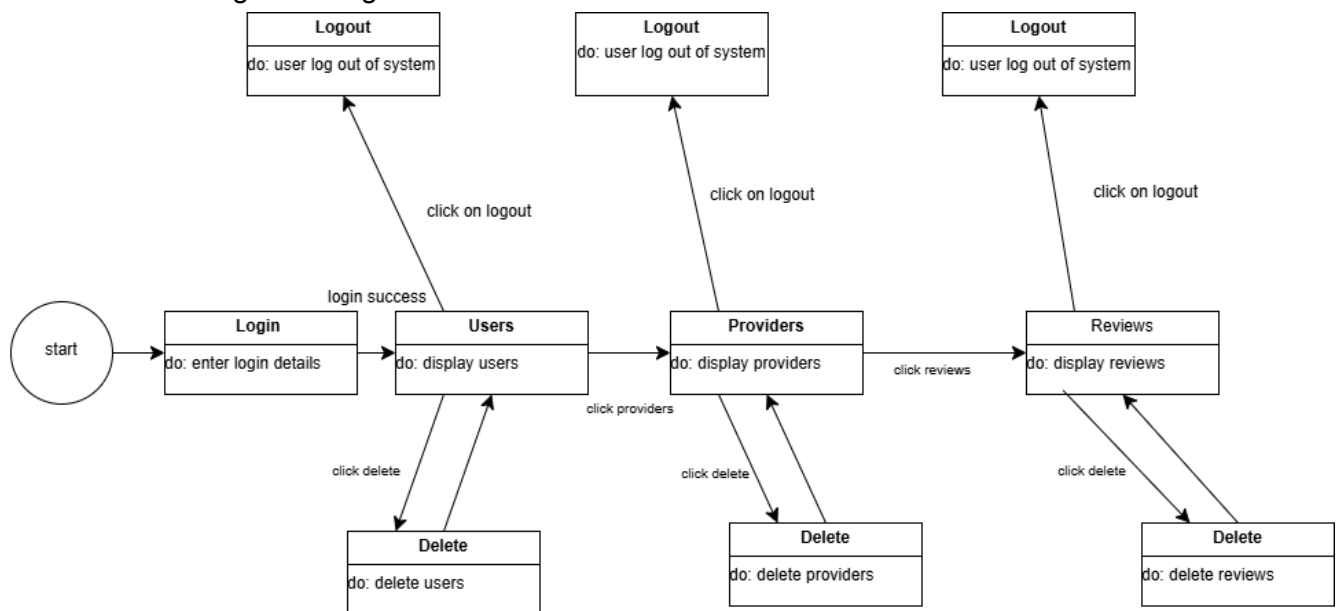 Logout
do: user log out of system
Logout
do: user log out of system
Logout
do: user log out of system
click on logout
click on logout
click on logout
login success
start
Login
do: enter login details
Users
do: display users
Providers
do: display providers
Reviews
do: display reviews
click providers
click reviews
click delete
click delete
click delete
Delete
do: delete users
Delete
do: delete providers
Delete
do: delete reviews